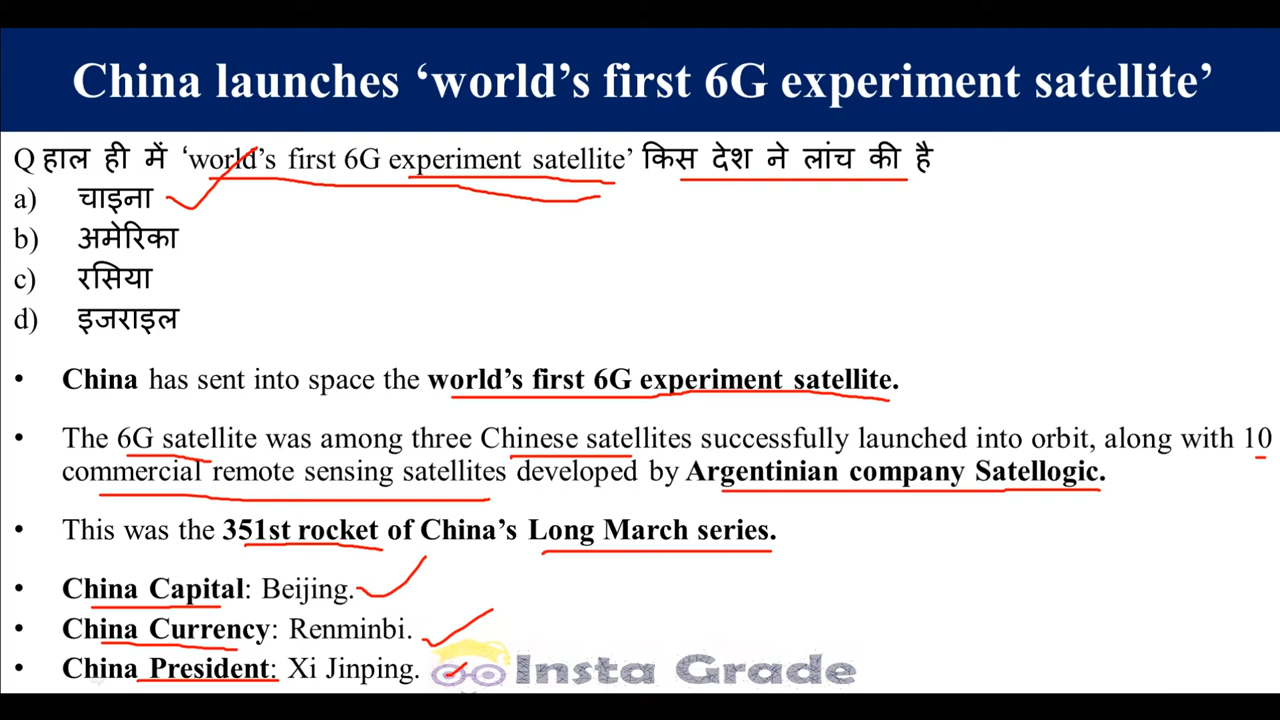 China launches ‘world’s first 6G experiment satellite’
Q हाल ही में ‘world’s first 6G experiment satellite’ किस देश ने लांच की है
a) चाइना
b) अमेरिका
c) रसिया
d) इजराइल
• China has sent into space the world’s first 6G experiment satellite.
• The 6G satellite was among three Chinese satellites successfully launched into orbit, along with 10
commercial remote sensing satellites developed by Argentinian company Satellogic.
• This was the 351st rocket of China’s Long March series.
• China Capital: Beijing.
• China Currency: Renminbi.
• China President: Xi Jinping.
Insta Grade